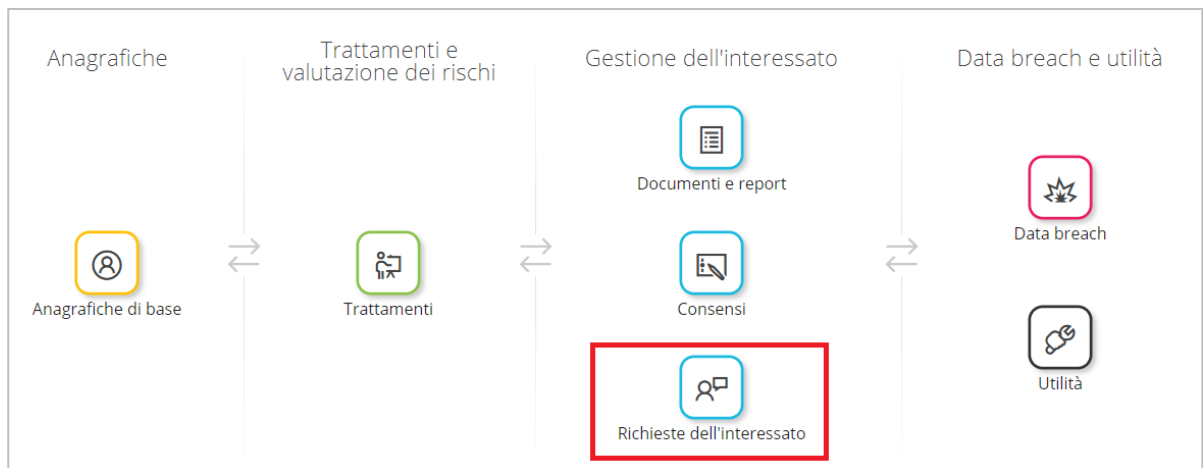 Anagrafiche
Trattamenti e
valutazione dei rischi
Gestione dell'interessato
Data breach e utilità
Documenti e report
Data breach
Anagrafiche di base
Trattamenti
Consensi
Utilità
Richieste dell'interessato